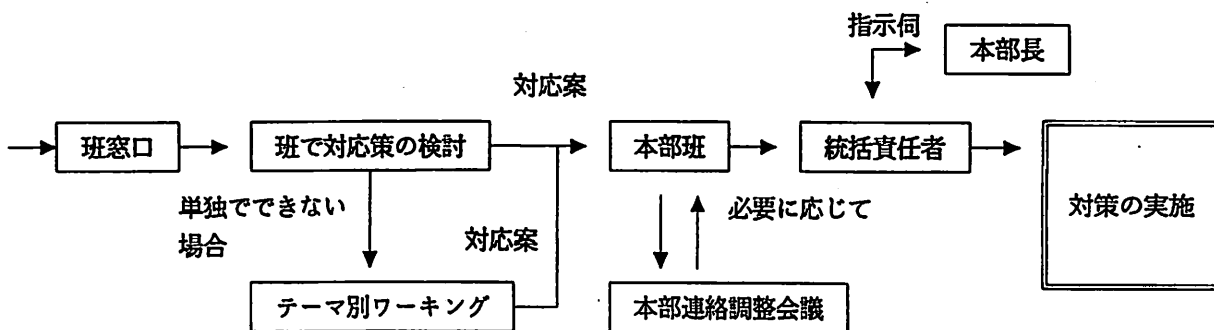 指示伺
本部長
対応案
班窓口
班で対応策の検討
本部班
統括責任者
対策の実施
単独でできない
場合
対応案
必要に応じて
テーマ別ワーキング
本部連絡調整会議